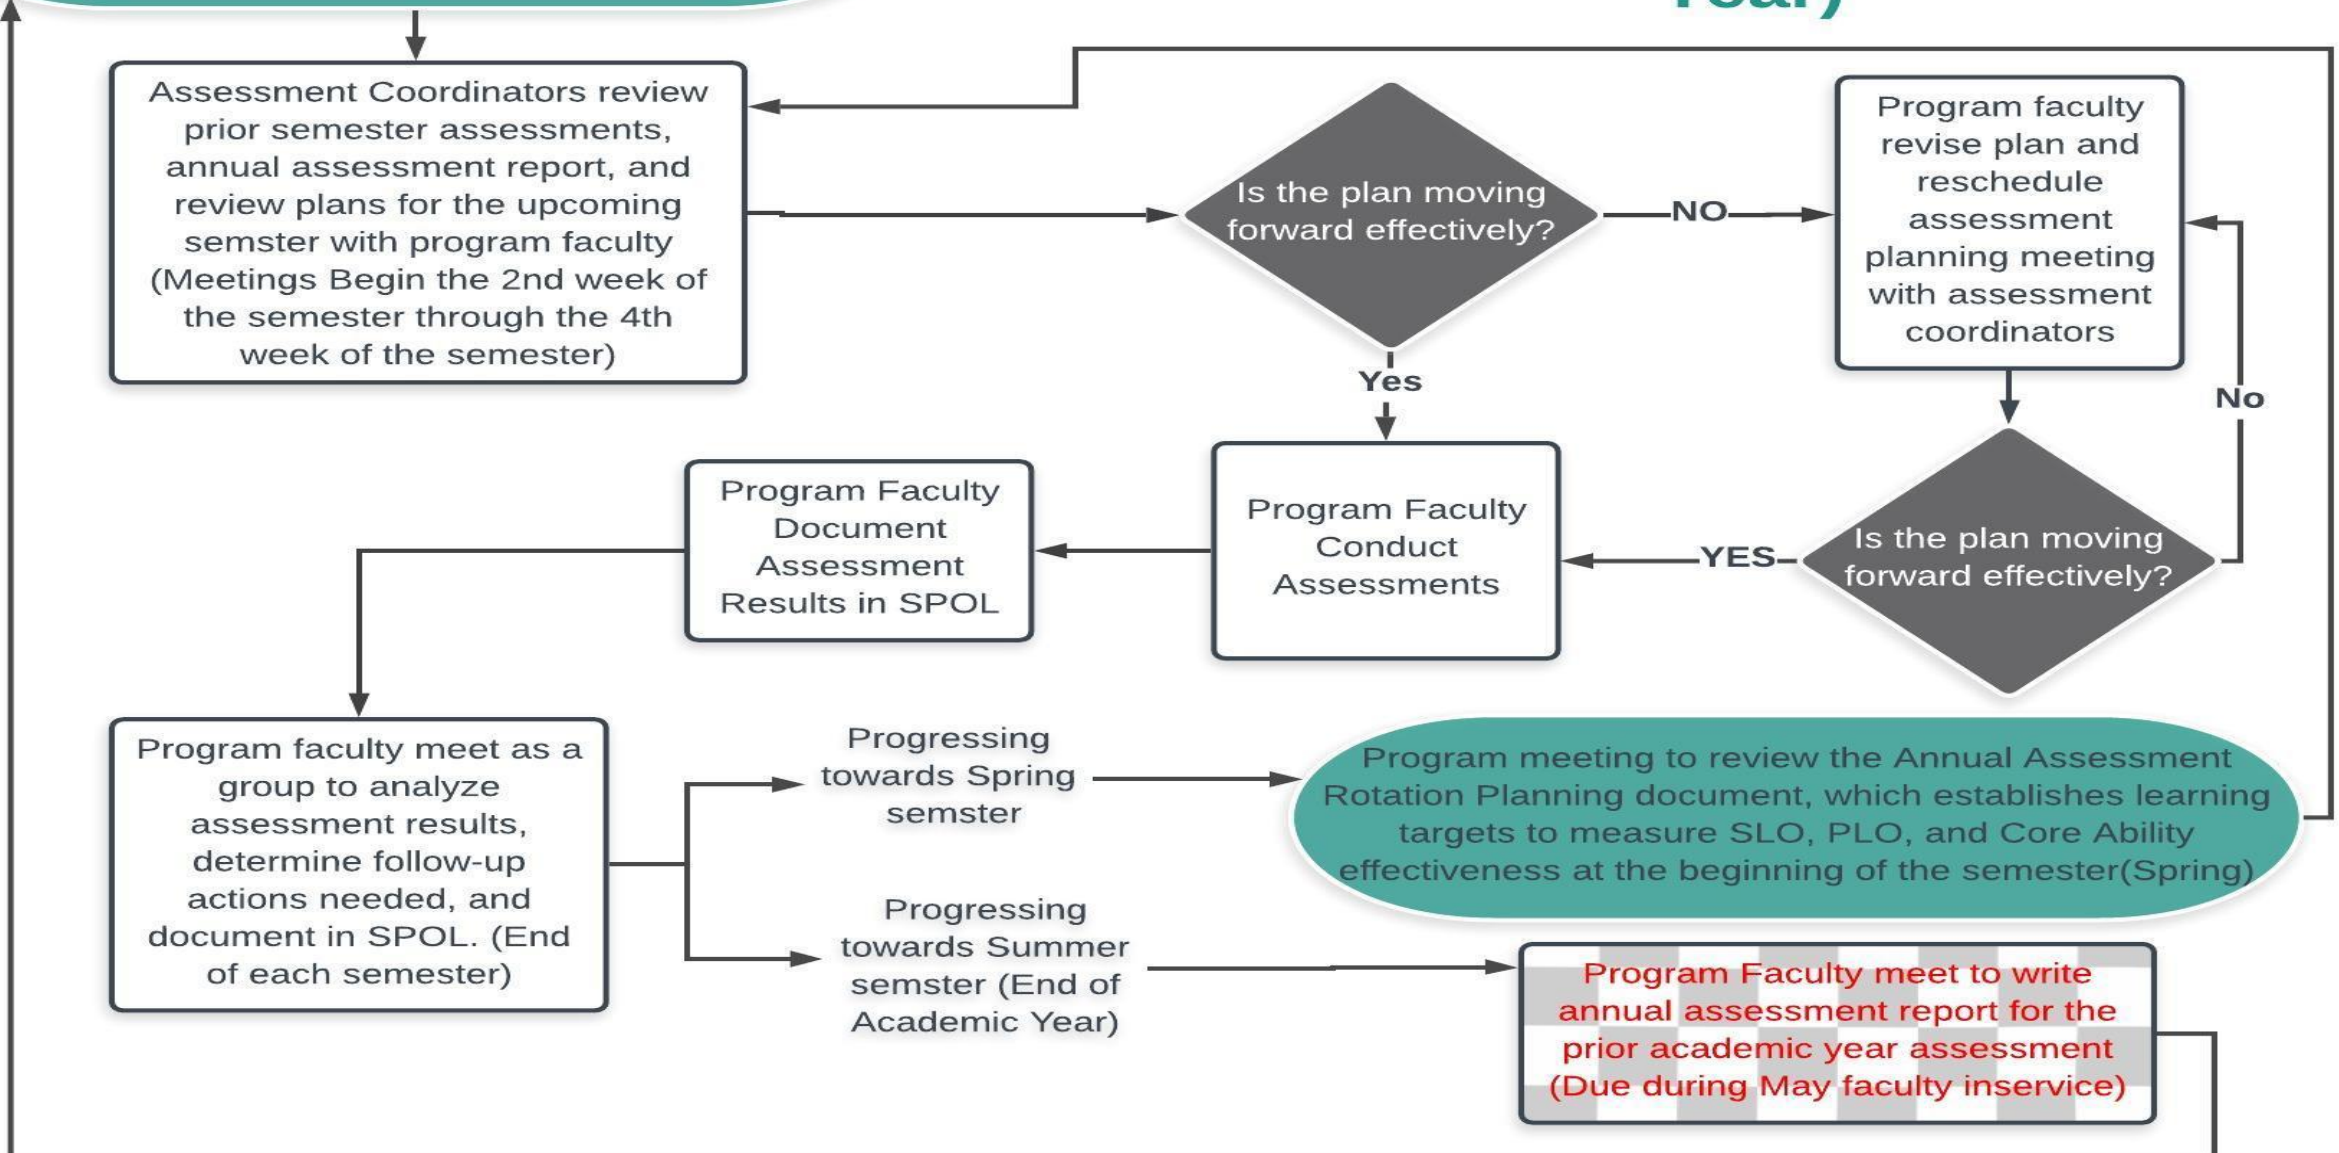 Year)
Assessment Coordinators review
prior semester assessments,
annual assessment report, and
review plans for the upcoming
semster with program faculty
(Meetings Begin the 2nd week of
the semester through the 4th
week of the semester)
Is the plan moving
forward effectively?
NO
Program faculty
revise plan and
reschedule
assessment
planning meeting
with assessment
coordinators
Yes
No
Program Faculty
Document
Assessment
Results in SPOL
Program Faculty
Conduct
Assessments
YES
Is the plan moving
forward effectively?
Program faculty meet as a
group to analyze
assessment results,
determine follow-up
actions needed, and
document in SPOL. (End
of each semester)
Progressing
towards Spring
semster
Program meeting to review the Annual Assessment
Rotation Planning document, which establishes learning
targets to measure SLO, PLO, and Core Ability
effectiveness at the beginning of the semester(Spring)
Progressing
towards Summer
semster (End of
Academic Year)
Program Faculty meet to write
annual assessment report for the
prior academic year assessment
(Due during May faculty inservice)